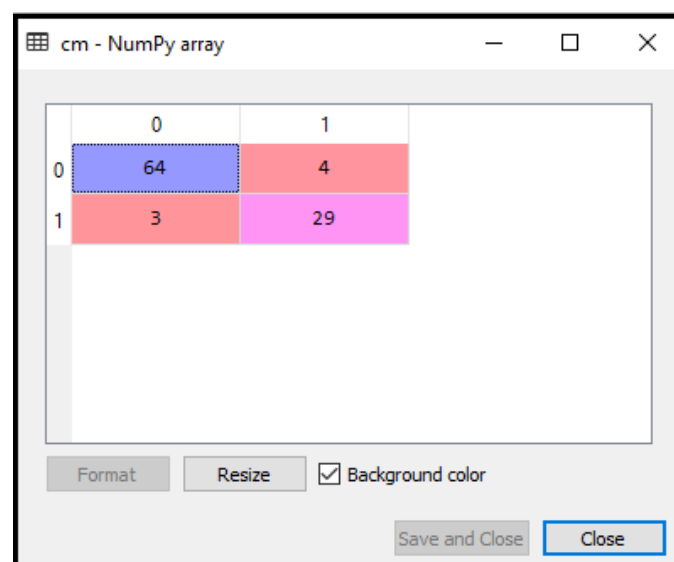 cm - NumPy array
0 1
0 64 4
1 3 29
Format Resize Background color
Save and Close Close